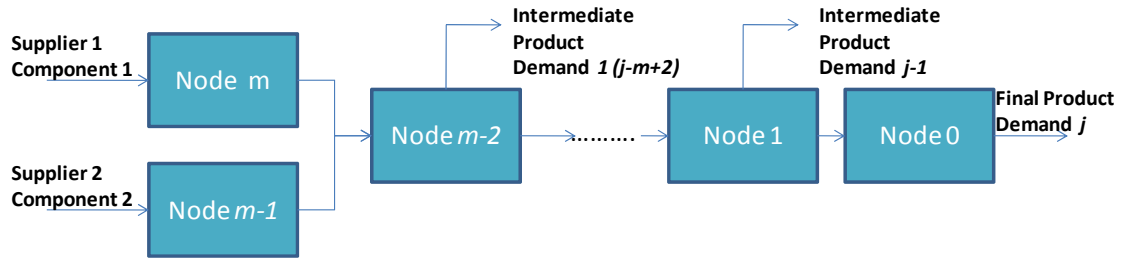 Supplier 1
Component 1
Node m
Supplier 2
Component 2
Node m-1
Intermediate
Product
Demand 1 (j-m+2)
Node m-2
..........
Intermediate
Product
Demand j-1
Node 1
Node 0
Final Product
Demand j